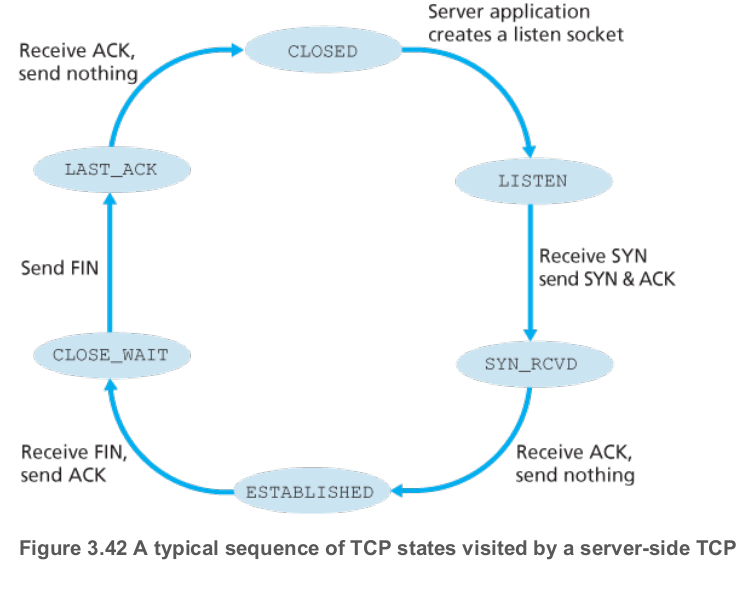 Server application
creates a listen socket
Receive ACK,
send nothing
CLOSED
LAST_ACK
LISTEN
Send FIN
Receive SYN
send SYN & ACK
CLOSE_WAIT
SYN_RCVD
Receive FIN,
send ACK
Receive ACK,
send nothing
ESTABLISHED
Figure 3.42 A typical sequence of TCP states visited by a server-side TCP